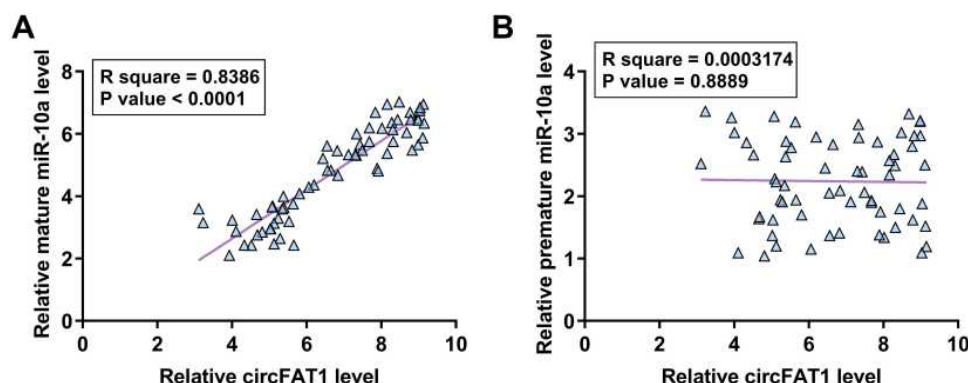 A
Relative mature miR-10a level
R square = 0.8386
P value < 0.0001
8
6
4
2
0
0 2 4 6 8 10
Relative circFAT1 level
B
Relative premature miR-10a level
R square = 0.0003174
P value = 0.8889
4
3
2
1
0
0 2 4 6 8 10
Relative circFAT1 level